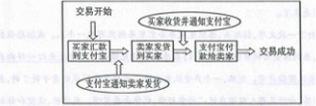 交易开始
买家收货并通知支付宝
买家汇款
到支付宝
卖家发货
到买家
支付宝付
款给卖家
交易成功
支付宝通知卖家发货